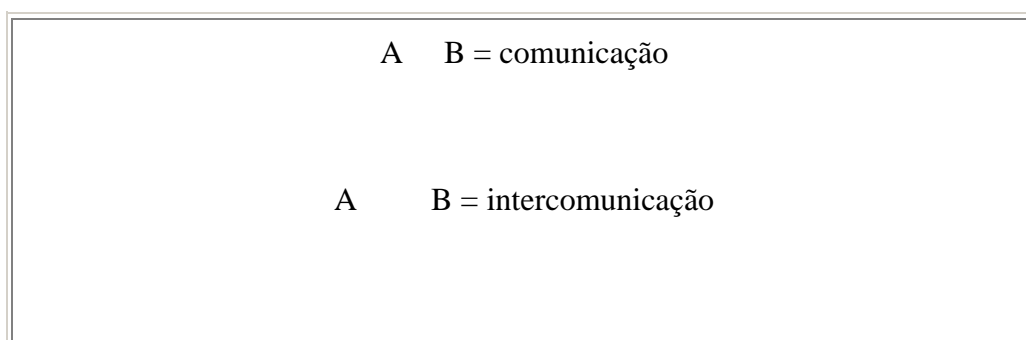 A B = comunicação
A B = intercomunicação